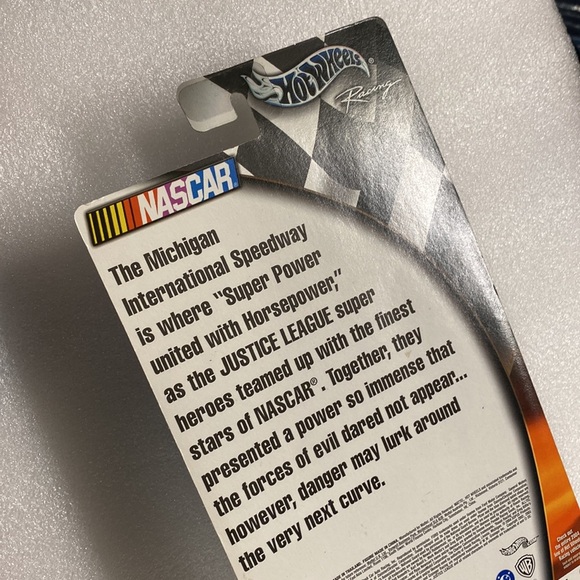 Hot Wheels
Racing
NASCAR
The Michigan
International Speedway
is where "Super Power
united with Horsepower,"
as the JUSTICE LEAGUE super
heroes teamed up with the finest
stars of NASCAR®. Together, they
presented a power so immense that
the forces of evil dared not appear...
however, danger may lurk around
the very next curve.
WB